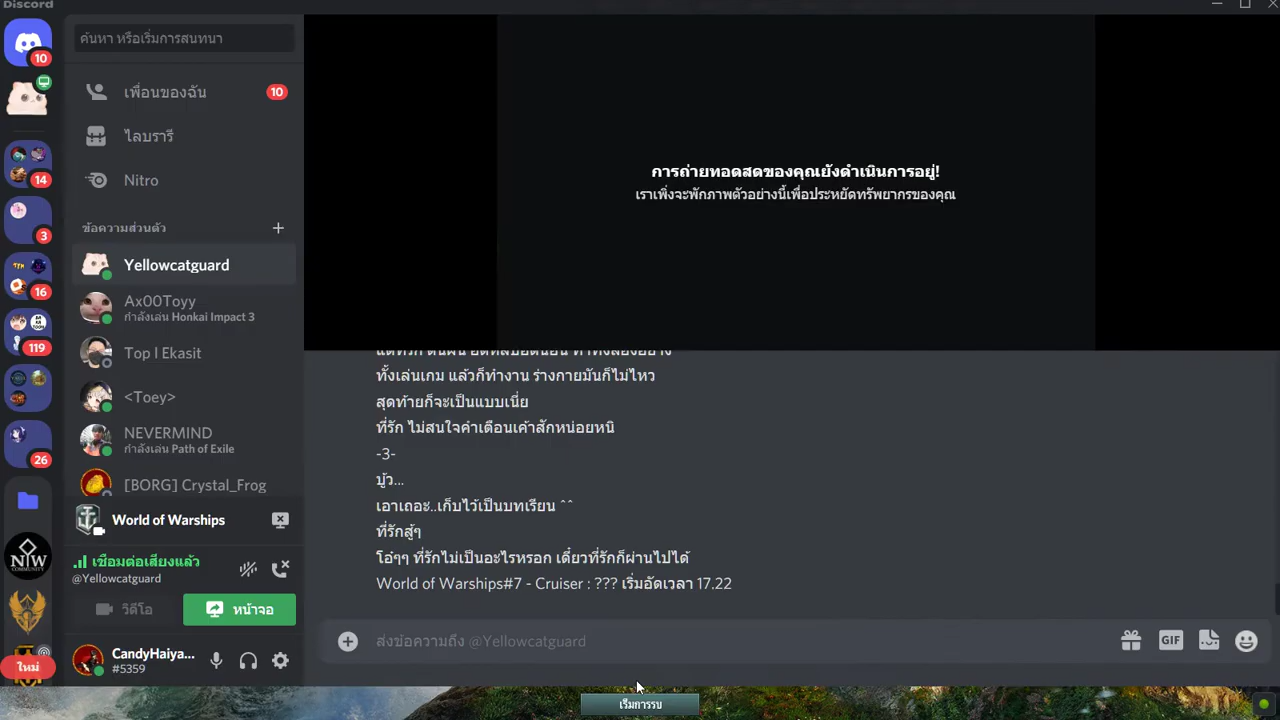 Discord
10
ค้นหา หรือเริ่มการสนทนา
เพื่อนของฉัน
10
ไลบรารี
14
Nitro
3
ข้อความส่วนตัว
Yellowcatguard
16
Ax00Toyy
กำลังเล่น Honkai Impact 3
119
Top I Ekasit
<Toey>
26
NEVERMIND
กำลังเล่น Path of Exile
[BORG] Crystal_Frog
World of Warships
NW
COMMUNITY
เชื่อมต่อเสียงแล้ว
@Yellowcatguard
วิดีโอ
หน้าจอ
ใหม่
CandyHaiya...
#5359
การถ่ายทอดสดของคุณยังดำเนินการอยู่!
เราเพิ่งจะพักภาพตัวอย่างนี้เพื่อประหยัดทรัพยากรของคุณ
ทั้งเล่นเกม แล้วก็ทำงาน ร่างกายมันก็ไม่ไหว
สุดท้ายก็จะเป็นแบบเนี่ย
ที่รัก ไม่สนใจคำเตือนเค้าสักหน่อยหนิ
-3-
บู้ว...
เอาเถอะ..เก็บไว้เป็นบทเรียน ^^
ที่รักสู้ๆ
โอ๋ๆๆ ที่รักไม่เป็นอะไรหรอก เดี๋ยวที่รักก็ผ่านไปได้
World of Warships#7 - Cruiser : ??? เริ่มอัดเวลา 17.22
ส่งข้อความถึง @Yellowcatguard
GIF
เริ่มการรบ